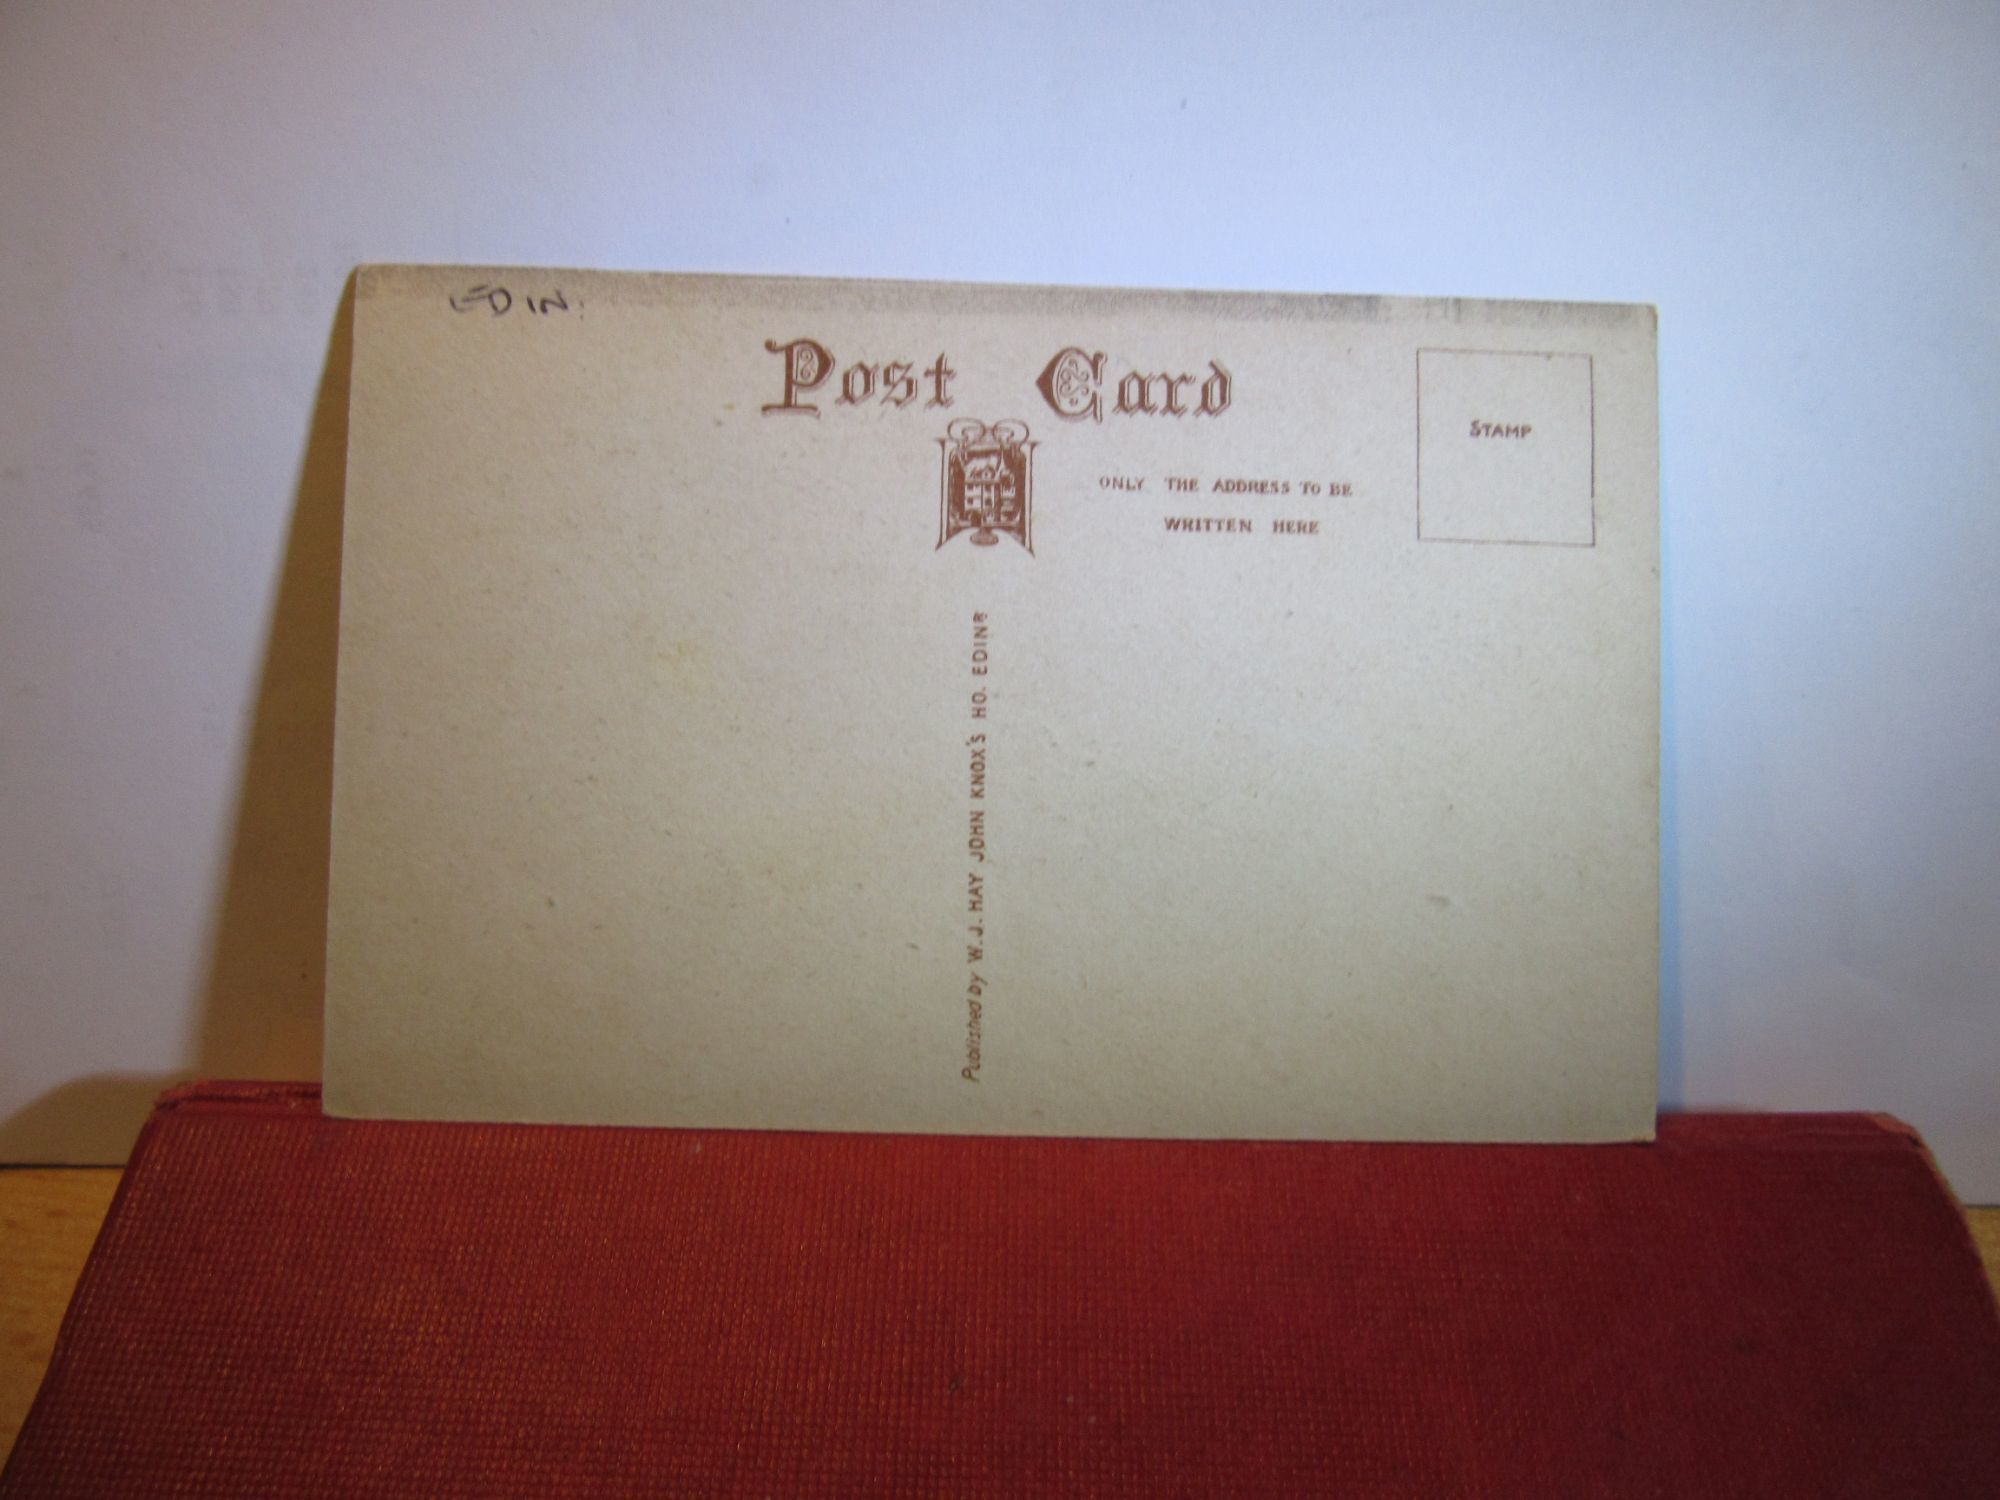 EDIN.
Post Card
STAMP
ONLY THE ADDRESS TO BE
WRITTEN HERE
Published by W.J. HAY JOHN KNOX'S HO. EDINR